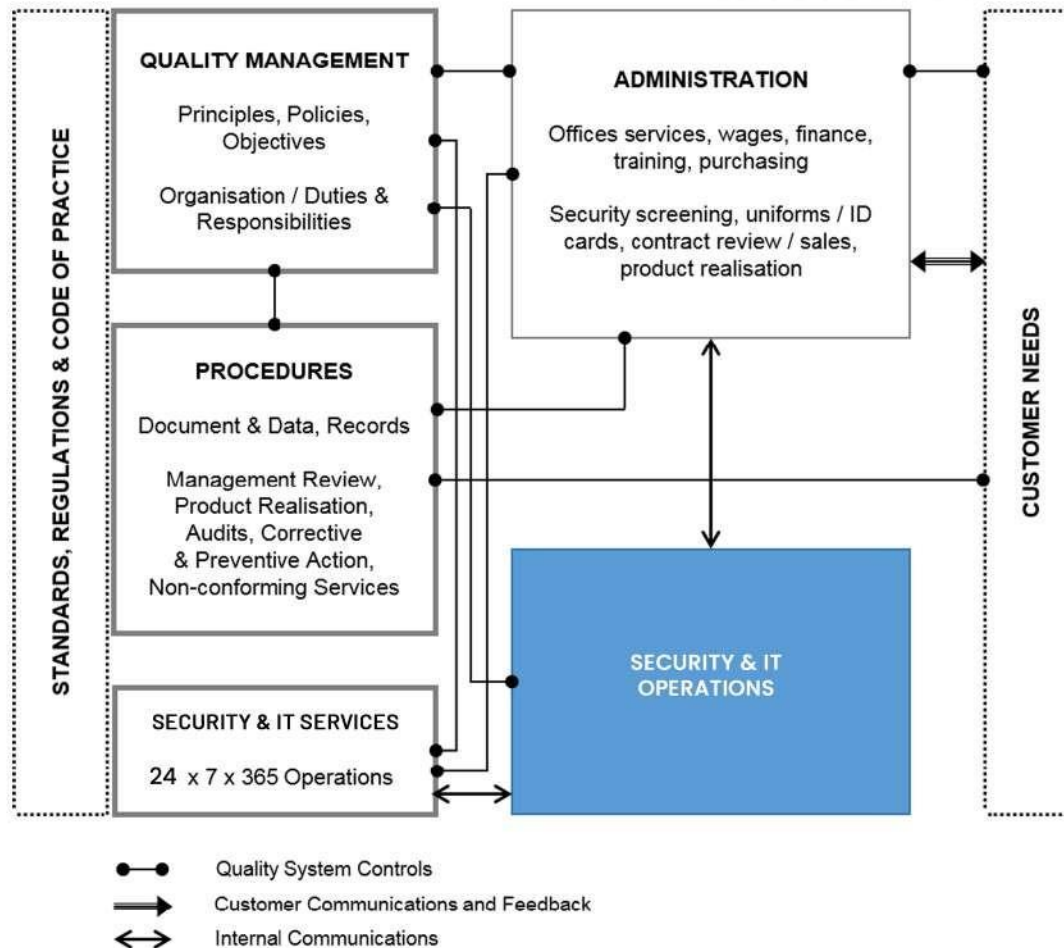 STANDARDS, REGULATIONS & CODE OF PRACTICE
QUALITY MANAGEMENT
Principles, Policies,
Objectives
Organisation / Duties &
Responsibilities
PROCEDURES
Document & Data, Records
Management Review,
Product Realisation,
Audits, Corrective
& Preventive Action,
Non-conforming Services
SECURITY & IT SERVICES
24 x 7 x 365 Operations
ADMINISTRATION
Offices services, wages, finance,
training, purchasing
Security screening, uniforms / ID
cards, contract review / sales,
product realisation
SECURITY & IT
OPERATIONS
CUSTOMER NEEDS
Quality System Controls
Customer Communications and Feedback
Internal Communications